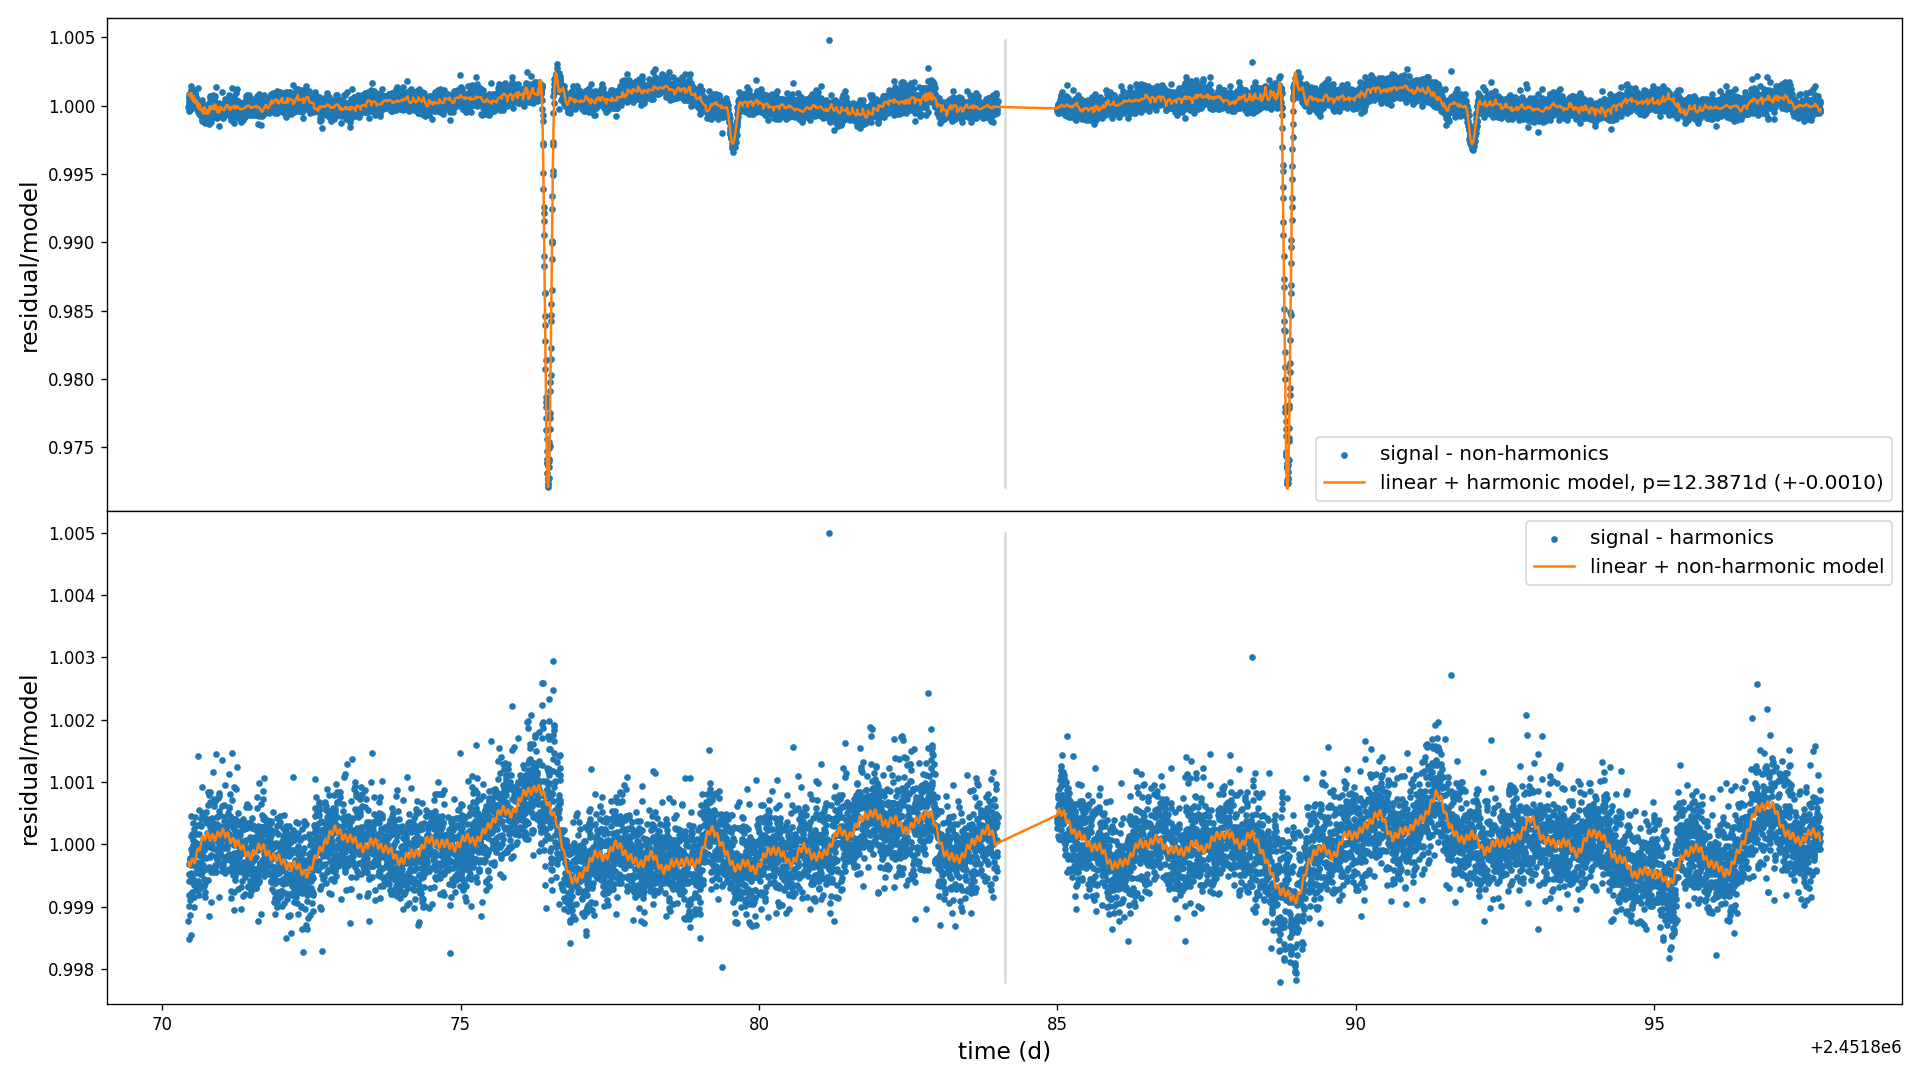 1.005
1.000
0.995
0.990
0.985
0.980
0.975
residual/model
signal - non-harmonics
linear + harmonic model, p=12.3871d (+-0.0010)
1.005
1.004
1.003
1.002
1.001
1.000
0.999
0.998
residual/model
signal - harmonics
linear + non-harmonic model
70 75 80 85 90 95
time (d)
+2.4518e6